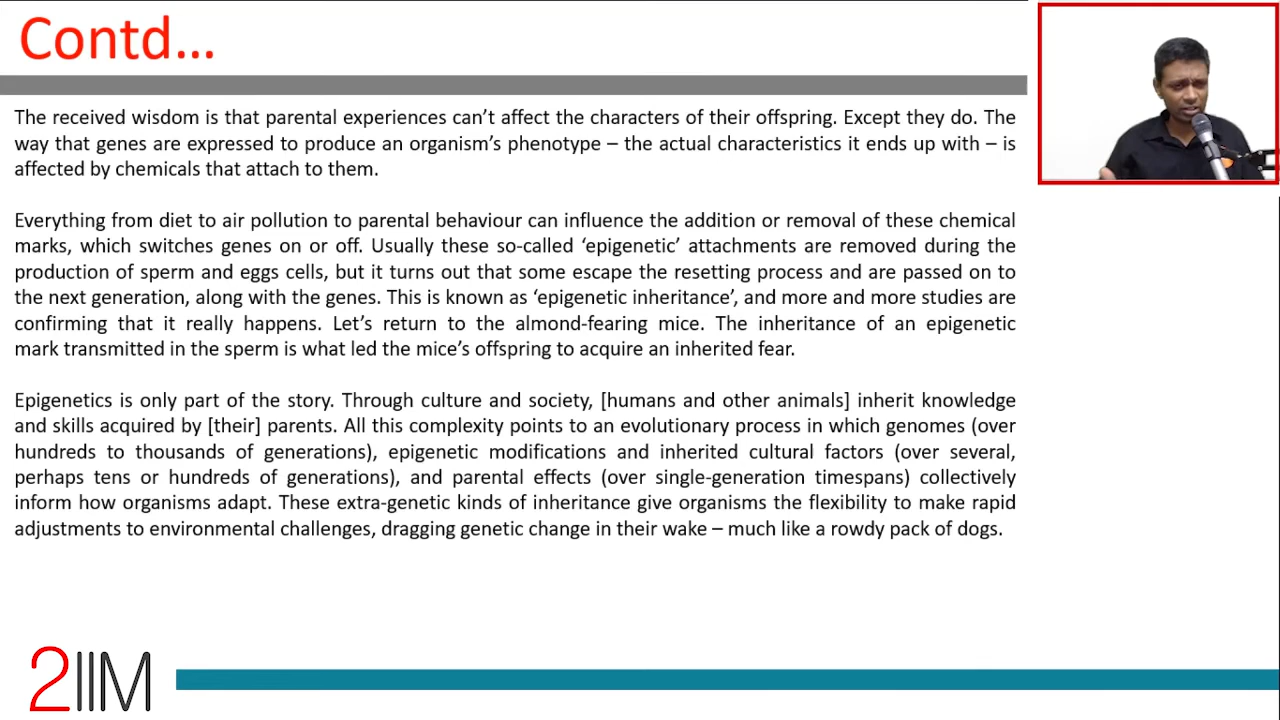 Contd...
The received wisdom is that parental experiences can’t affect the characters of their offspring. Except they do. The
way that genes are expressed to produce an organism’s phenotype – the actual characteristics it ends up with – is
affected by chemicals that attach to them.
Everything from diet to air pollution to parental behaviour can influence the addition or removal of these chemical
marks, which switches genes on or off. Usually these so-called ‘epigenetic’ attachments are removed during the
production of sperm and eggs cells, but it turns out that some escape the resetting process and are passed on to
the next generation, along with the genes. This is known as ‘epigenetic inheritance’, and more and more studies are
confirming that it really happens. Let’s return to the almond-fearing mice. The inheritance of an epigenetic
mark transmitted in the sperm is what led the mice’s offspring to acquire an inherited fear.
Epigenetics is only part of the story. Through culture and society, [humans and other animals] inherit knowledge
and skills acquired by [their] parents. All this complexity points to an evolutionary process in which genomes (over
hundreds to thousands of generations), epigenetic modifications and inherited cultural factors (over several,
perhaps tens or hundreds of generations), and parental effects (over single-generation timespans) collectively
inform how organisms adapt. These extra-genetic kinds of inheritance give organisms the flexibility to make rapid
adjustments to environmental challenges, dragging genetic change in their wake – much like a rowdy pack of dogs.
2IIM